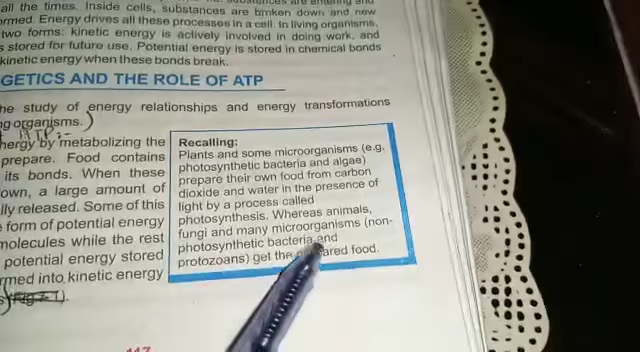 all the times. Inside cells, substances are broken down and new
ormed. Energy drives all these processes in a cell. In living organisms,
two forms: kinetic energy is actively involved in doing work, and
s stored for future use. Potential energy is stored in chemical bonds
kinetic energy when these bonds break.
GETICS AND THE ROLE OF ATP
he study of energy relationships and energy transformations
ng organisms.)
nergy by metabolizing the
prepare. Food contains
its bonds. When these
own, a large amount of
lly released. Some of this
e form of potential energy
molecules while the rest
potential energy stored
rmed into kinetic energy
Recalling:
Plants and some microorganisms (e.g.
photosynthetic bacteria and algae)
prepare their own food from carbon
dioxide and water in the presence of
light by a process called
photosynthesis. Whereas animals,
fungi and many microorganisms (non-
photosynthetic bacteria and
protozoans) get the ared food.